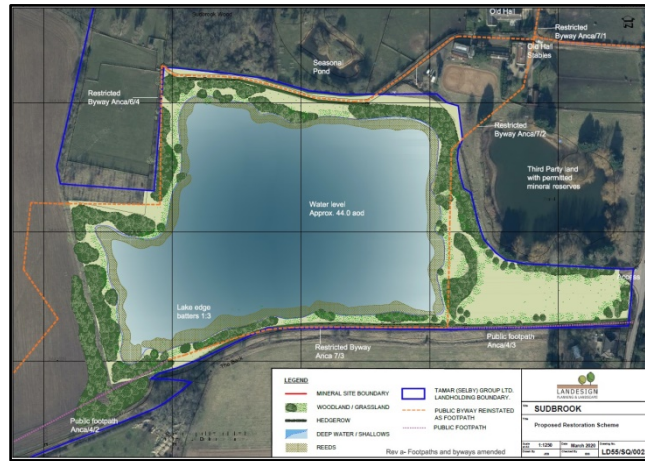 Old Hall
Restricted
Byway Anca/7/1
Old Hall
Stables
Seasonal
Pond
Restricted
Byway Anca/6/4
Restricted
Byway Anca/7/2
Third Party land
with permitted
mineral reserves
Water level
Approx. 44.0 aod
Access
Lake edge
batters 1:3
Restricted Byway
Anca 7/3
Public footpath
Anca/4/3
Public footpath
Anca/4/2
LEGEND
MINERAL SITE BOUNDARY
WOODLAND / GRASSLAND
HEDGEROW
DEEP WATER / SHALLOWS
REEDS
TAMAR (SELBY) GROUP LTD.
LANDHOLDING BOUNDARY.
PUBLIC BYWAY REINSTATED
AS FOOTPATH
PUBLIC FOOTPATH
Rev a- Footpaths and byways amended
LANDESIGN
PLANNING & LANDSCAPE
SUDBROOK
Proposed Restoration Scheme
1:1250
March 2020
LD55/SQ/002